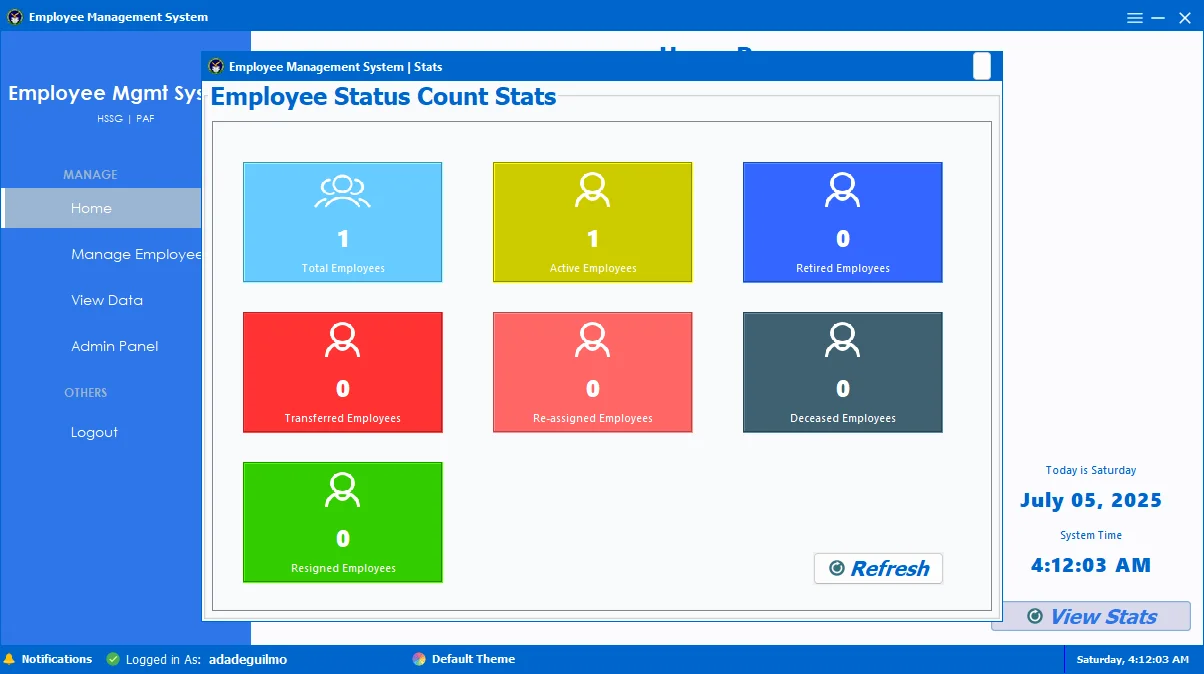 Employee Management System
Employee Mgmt Sys
HSSG | PAF
MANAGE
Home
Manage Employee
View Data
Admin Panel
OTHERS
Logout
Employee Management System | Stats
Employee Status Count Stats
1
Total Employees
1
Active Employees
0
Retired Employees
0
Transferred Employees
0
Re-assigned Employees
0
Deceased Employees
0
Resigned Employees
Refresh
Today is Saturday
July 05, 2025
System Time
4:12:03 AM
View Stats
Notifications
Logged in As: adadeguilmo
Default Theme
Saturday, 4:12:03 AM